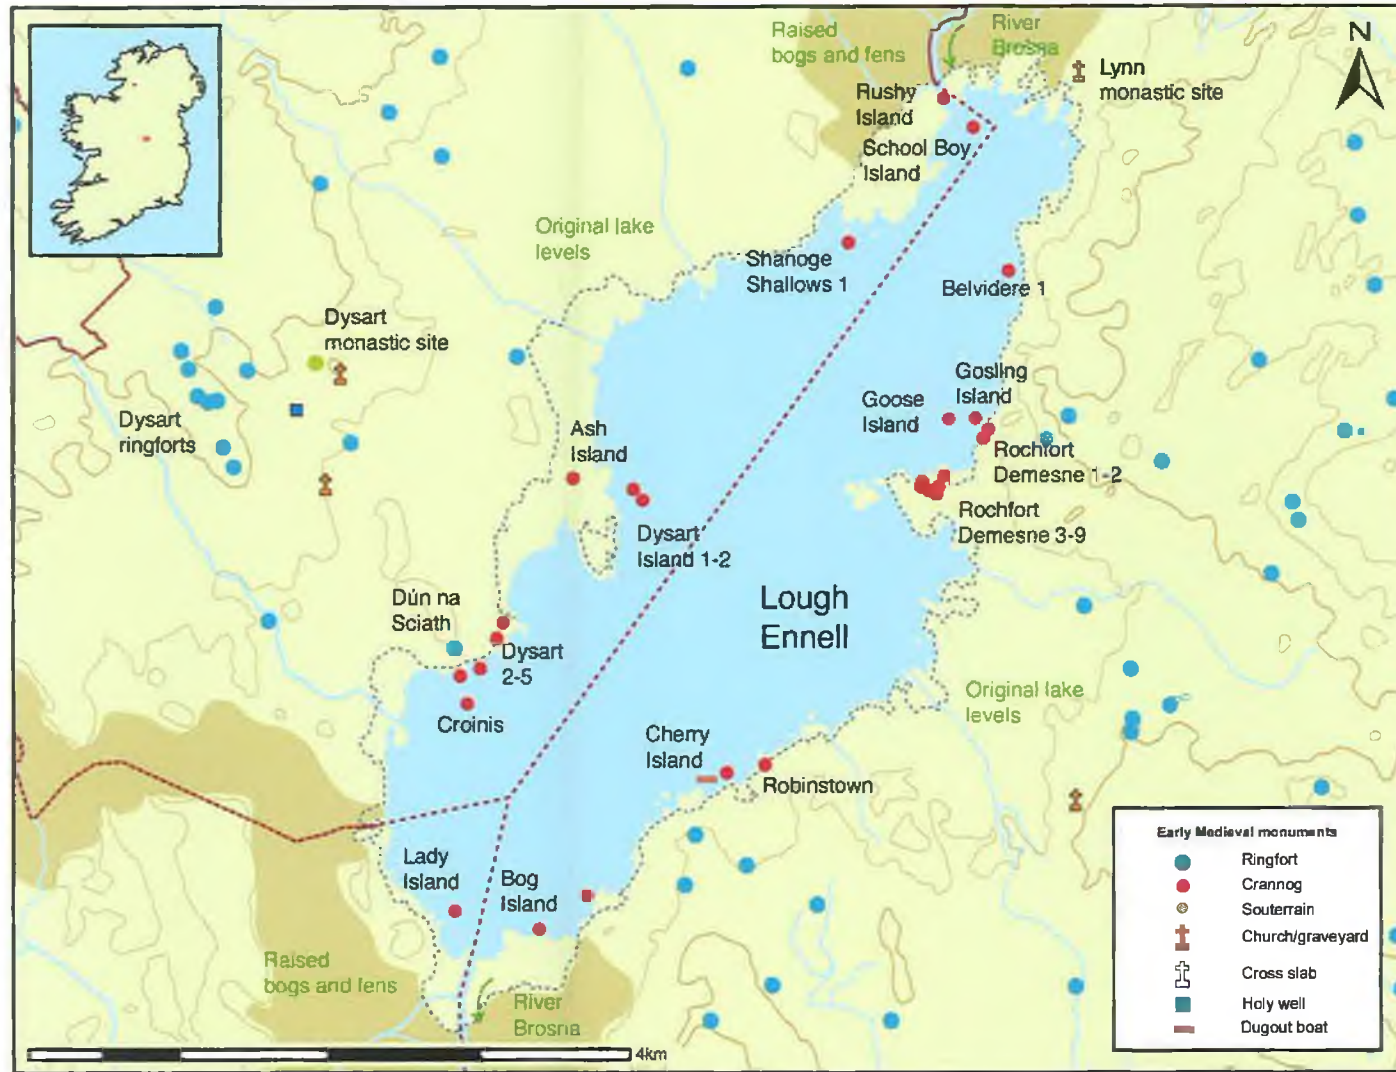 Raised
bogs and fens
River
Brosna
N
Lynn
monastic site
Rushy
Island
School Boy
Island
Original lake
levels
Shanoge
Shallows 1
Belvidere 1
Dysart
monastic site
Dysart
ringforts
Ash
Island
Goose
Island
Gosling
Island
Rochfort
Demesne 1-2
Rochfort
Demesne 3-9
Dysart
Island 1-2
Lough
Ennell
Dún na
Sciath
Dysart
2-5
Croinis
Original lake
levels
Cherry
Island
Robinstown
Lady
Island
Bog
Island
Raised
bogs and fens
River
Brosna
4km
Early Medieval monuments
Ringfort
Crannog
Souterrain
Church/graveyard
Cross slab
Holy well
Dugout boat